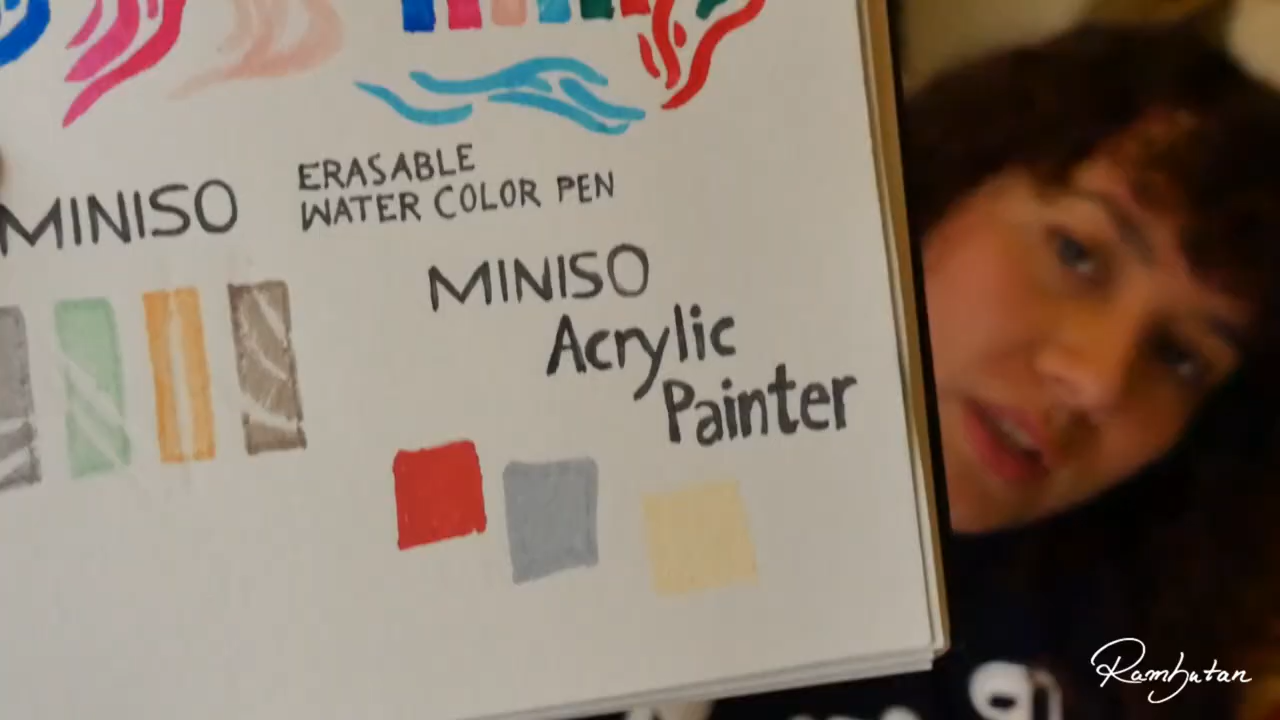 MINISO
ERASABLE
WATER COLOR PEN
MINISO
Acrylic
Painter
Rambutan